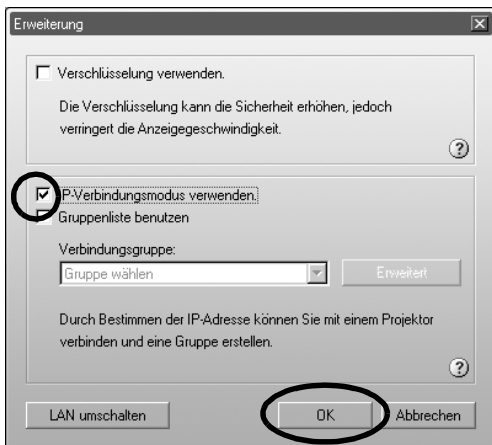 Erweiterung
Verschlüsselung verwenden.
Die Verschlüsselung kann die Sicherheit erhöhen, jedoch
verringert die Anzeigegeschwindigkeit.
?
IP-Verbindungsmodus verwenden.
Gruppenliste benutzen
Verbindungsgruppe:
Gruppe wählen
Erweitert
Durch Bestimmen der IP-Adresse können Sie mit einem Projektor
verbinden und eine Gruppe erstellen.
?
LAN umschalten
OK
Abbrechen